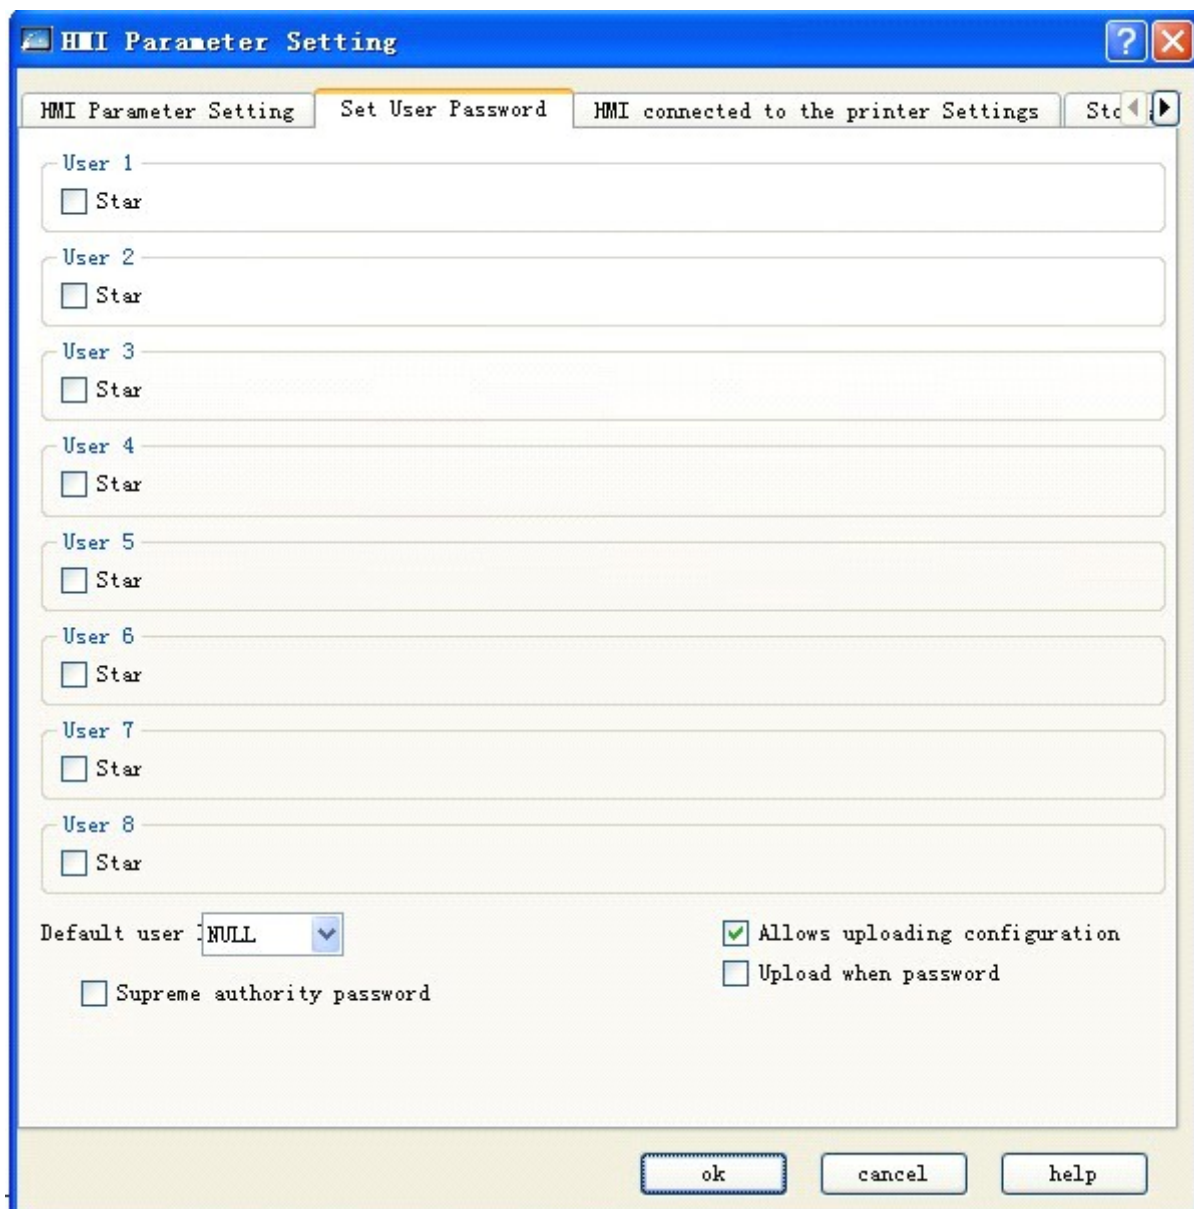 HMI Parameter Setting
HMI Parameter Setting Set User Password HMI connected to the printer Settings
User 1
Star
User 2
Star
User 3
Star
User 4
Star
User 5
Star
User 6
Star
User 7
Star
User 8
Star
Default user NULL Allows uploading configuration
Upload when password
Supreme authority password
ok cancel help